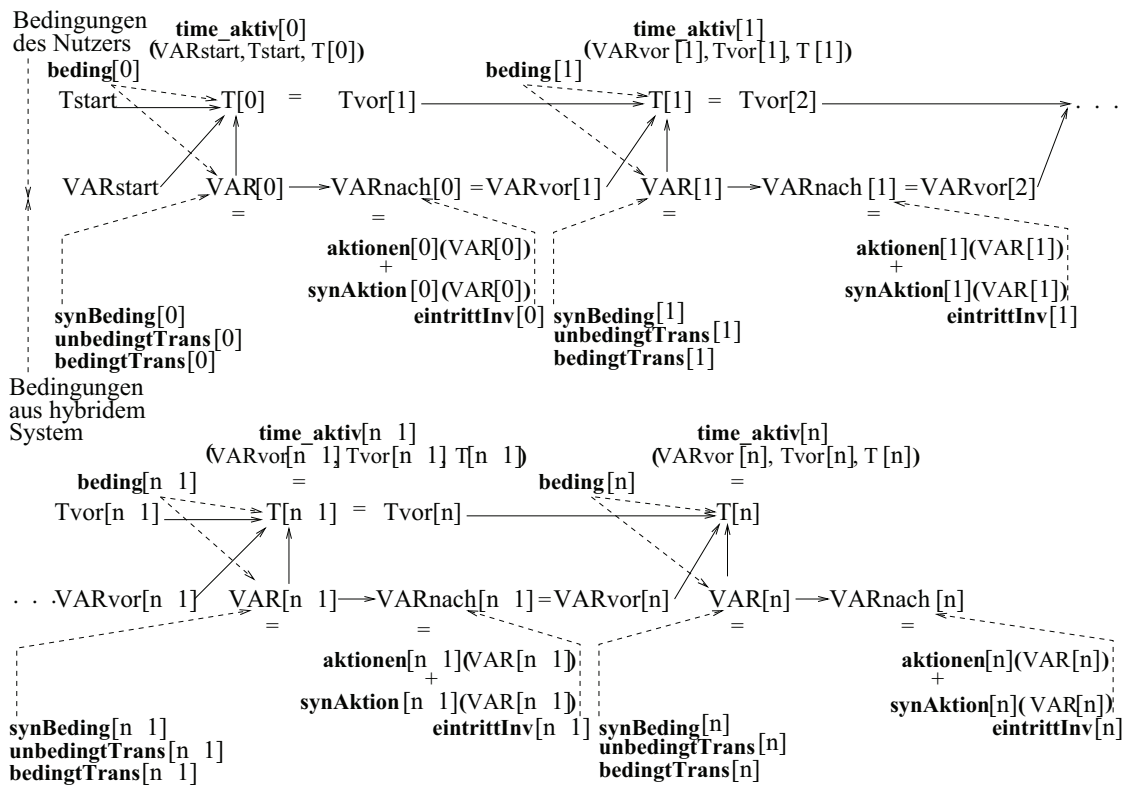 Bedingungen
des Nutzers
time_aktiv[0]
(VARstart, Tstart, T[0])
time_aktiv[1]
(VARvor [1], Tvor[1], T [1])
beding[0]
= beding[1] =
Tstart T[0] = Tvor[1] T[1] = Tvor[2] . . .
VARstart VAR[0] VARnach[0] =VARvor[1] VAR[1] VARnach [1] =VARvor[2]
= = = =
aktionen[0](VAR[0]) aktionen[1](VAR[1])
+ +
synAktion[0](VAR[0]) synAktion[1](VAR[1])
eintrittInv[0] eintrittInv[1]
synBeding[0] synBeding[1]
unbedingtTrans[0] unbedingtTrans[1]
bedingtTrans[0] bedingtTrans[1]
Bedingungen
aus hybridem
System
time_aktiv[n 1] time_aktiv[n]
(VARvor[n 1], Tvor[n 1], T[n 1]) (VARvor [n], Tvor[n], T [n])
beding[n 1] = beding[n] =
Tvor[n 1] T[n 1] = Tvor[n] T[n]
. . . VARvor[n 1] VAR[n 1] VARnach[n 1] =VARvor[n] VAR[n] VARnach [n]
= = = =
aktionen[n 1](VAR[n 1]) aktionen[n](VAR[n])
+ +
synAktion[n 1](VAR[n 1]) synAktion[n]( VAR[n])
eintrittInv[n 1] eintrittInv[n]
synBeding[n 1] synBeding[n]
unbedingtTrans[n 1] unbedingtTrans[n]
bedingtTrans[n 1] bedingtTrans[n]